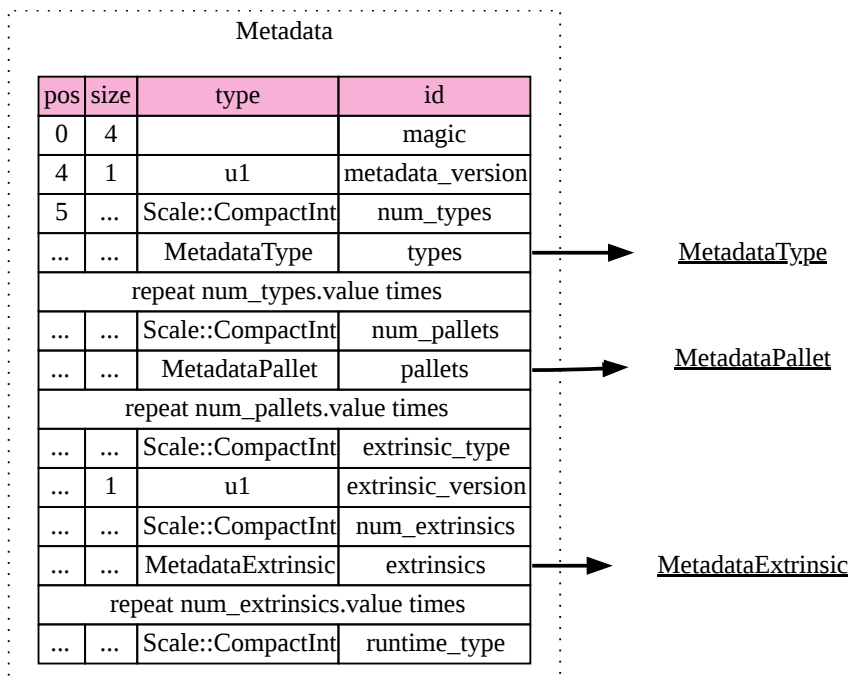 Metadata
pos size type id
0 4 magic
4 1 u1 metadata_version
5 ... Scale::CompactInt num_types
... ... MetadataType types MetadataType
repeat num_types.value times
... ... Scale::CompactInt num_pallets
... ... MetadataPallet pallets MetadataPallet
repeat num_pallets.value times
... ... Scale::CompactInt extrinsic_type
... 1 u1 extrinsic_version
... ... Scale::CompactInt num_extrinsics
... ... MetadataExtrinsic extrinsics MetadataExtrinsic
repeat num_extrinsics.value times
... ... Scale::CompactInt runtime_type